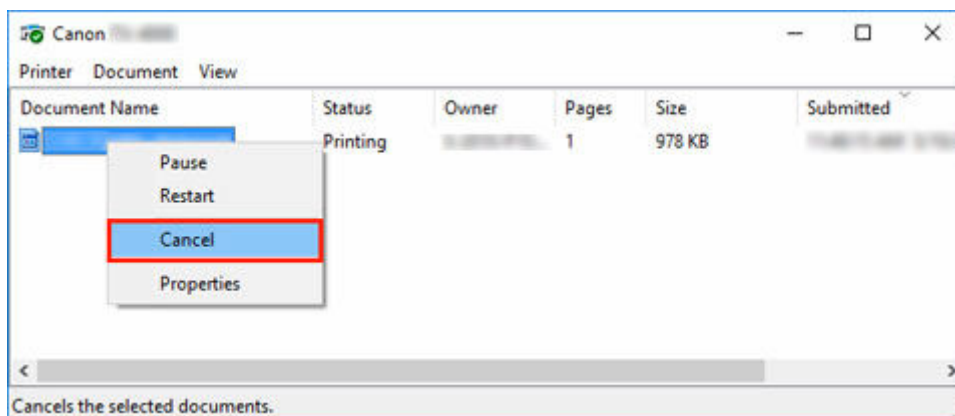 Canon
Printer Document View
Document Name Status Owner Pages Size Submitted
Printing 1 978 KB
Pause
Restart
Cancel
Properties
Cancels the selected documents.